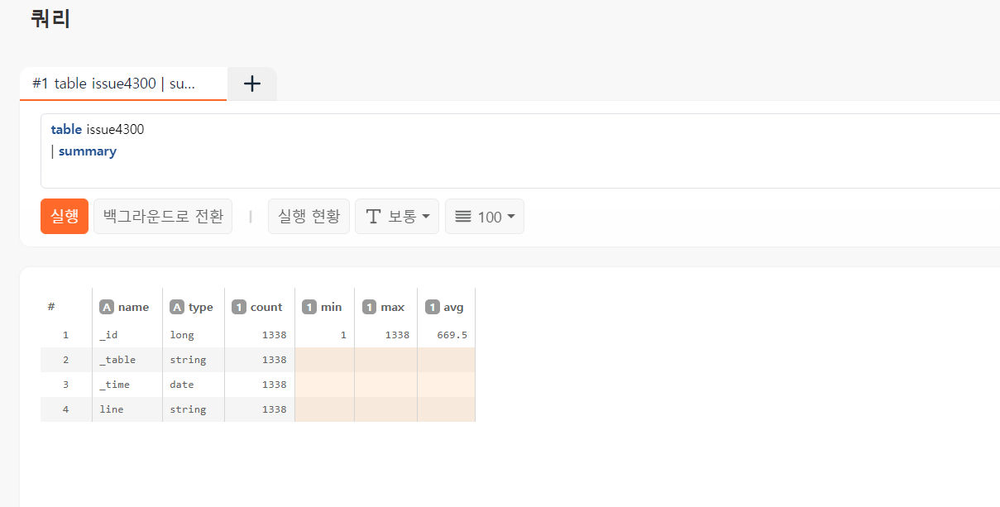 쿼리
#1 table issue4300 | su...
table issue4300
| summary
실행 백그라운드로 전환 | 실행 현황 T 보통 100
# A name A type 1 count 1 min 1 max 1 avg
1 _id long 1338 1 1338 669.5
2 _table string 1338
3 _time date 1338
4 line string 1338